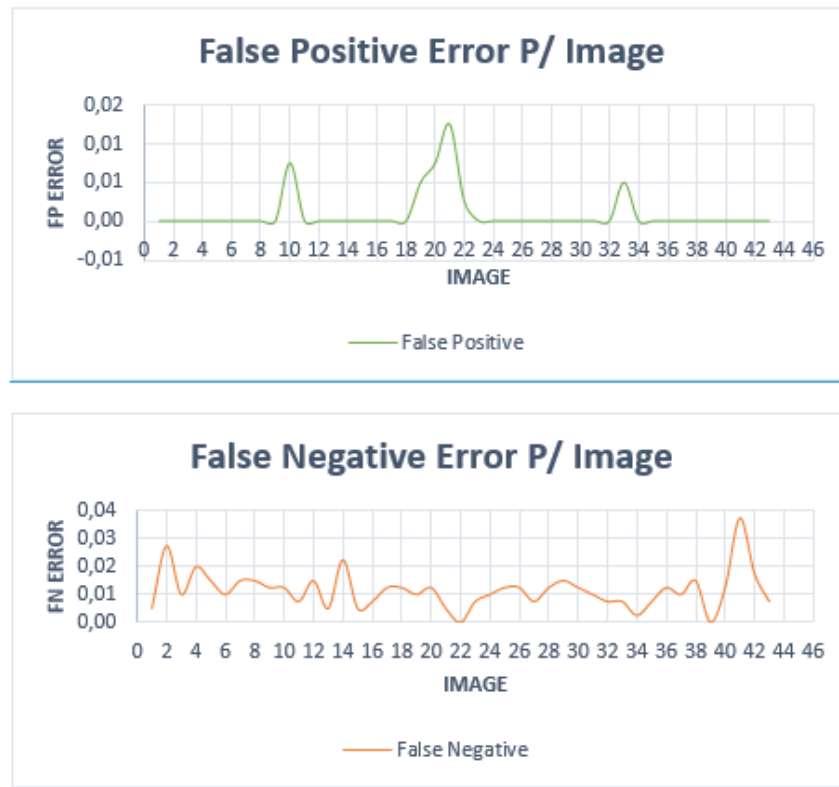 False Positive Error P/ Image
0,02
0,01
0,01
0,00
-0,01
FP ERROR
0 2 4 6 8 10 12 14 16 18 20 22 24 26 28 30 32 34 36 38 40 42 44 46
IMAGE
False Positive
False Negative Error P/ Image
0,04
0,03
0,02
0,01
0,00
FN ERROR
0 2 4 6 8 10 12 14 16 18 20 22 24 26 28 30 32 34 36 38 40 42 44 46
IMAGE
False Negative